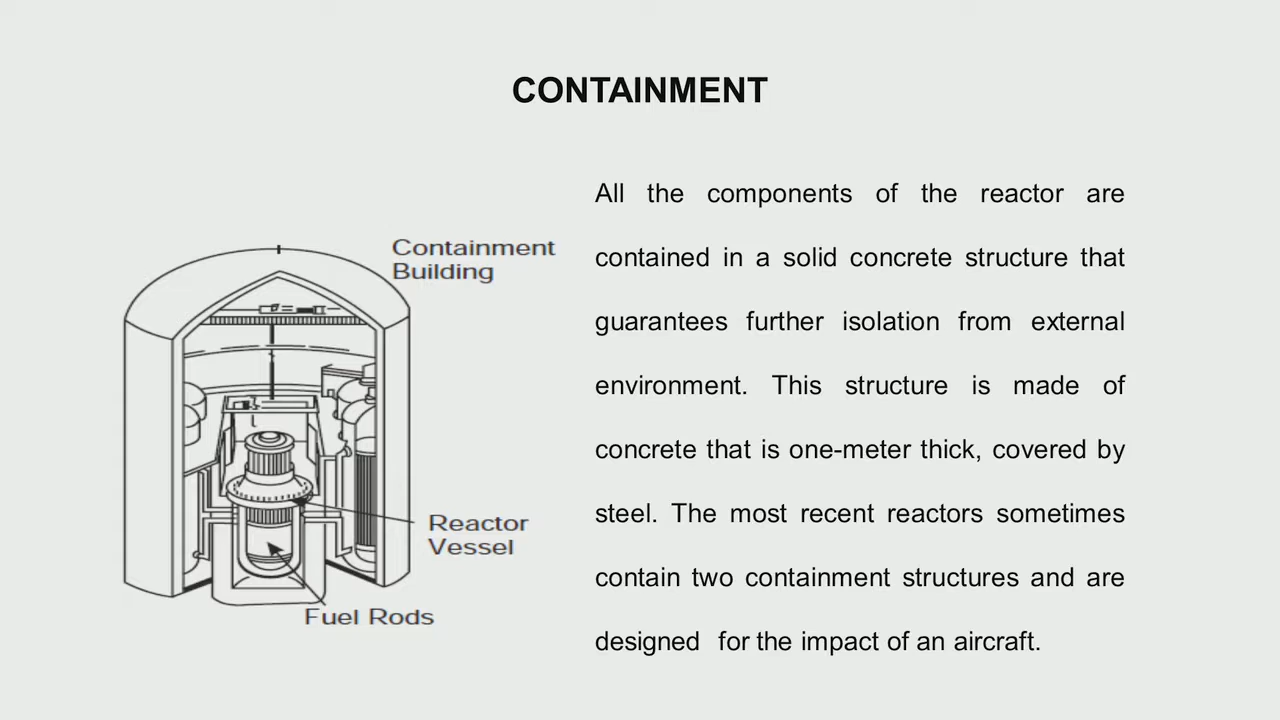 CONTAINMENT
Containment
Building
Reactor
Vessel
Fuel Rods
All the components of the reactor are
contained in a solid concrete structure that
guarantees further isolation from external
environment. This structure is made of
concrete that is one-meter thick, covered by
steel. The most recent reactors sometimes
contain two containment structures and are
designed for the impact of an aircraft.